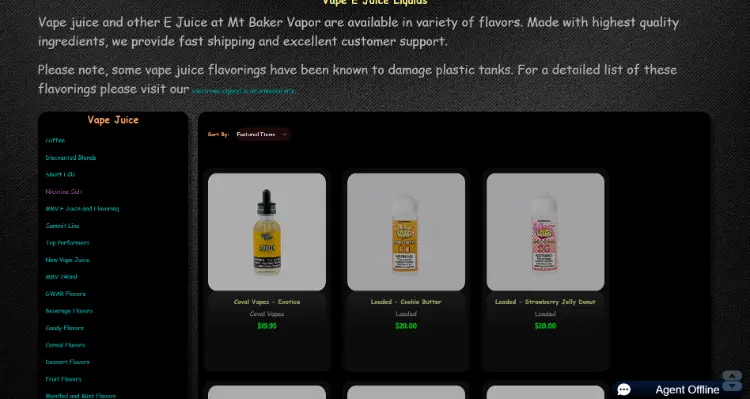 Vape E Juice Liquids
Vape juice and other E Juice at Mt Baker Vapor are available in variety of flavors. Made with highest quality
ingredients, we provide fast shipping and excellent customer support.
Please note, some vape juice flavorings have been known to damage plastic tanks. For a detailed list of these
flavorings please visit our
Vape Juice
Coffee
Discounted Blends
Short Fills
Nicotine Salt
MBV E Juice and Flavoring
Summit Line
Top Performers
New Vape Juice
MBV 740ml
GWAR Flavors
Beverage Flavors
Candy Flavors
Cereal Flavors
Dessert Flavors
Fruit Flavors
Menthol and Mint Flavors
Sort By: Featured Items
Coval Vapes - Exotica
Coval Vapes
$19.95
Loaded - Cookie Butter
Loaded
$20.00
Loaded - Strawberry Jelly Donut
Loaded
$20.00
Agent Offline